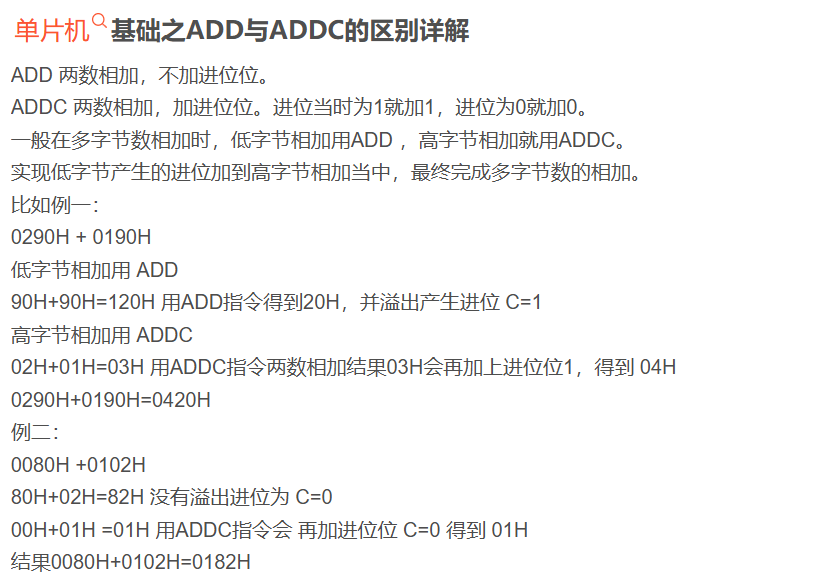 单片机基础之ADD与ADDC的区别详解
ADD 两数相加，不加进位位。
ADDC 两数相加，加进位位。进位当时为1就加1，进位为0就加0。
一般在多字节数相加时，低字节相加用ADD ，高字节相加就用ADDC。
实现低字节产生的进位加到高字节相加当中，最终完成多字节数的相加。
比如例一：
0290H + 0190H
低字节相加用 ADD
90H+90H=120H 用ADD指令得到20H，并溢出产生进位 C=1
高字节相加用 ADDC
02H+01H=03H 用ADDC指令两数相加结果03H会再加上进位位1，得到 04H
0290H+0190H=0420H
例二：
0080H +0102H
80H+02H=82H 没有溢出进位为 C=0
00H+01H =01H 用ADDC指令会 再加进位位 C=0 得到 01H
结果0080H+0102H=0182H